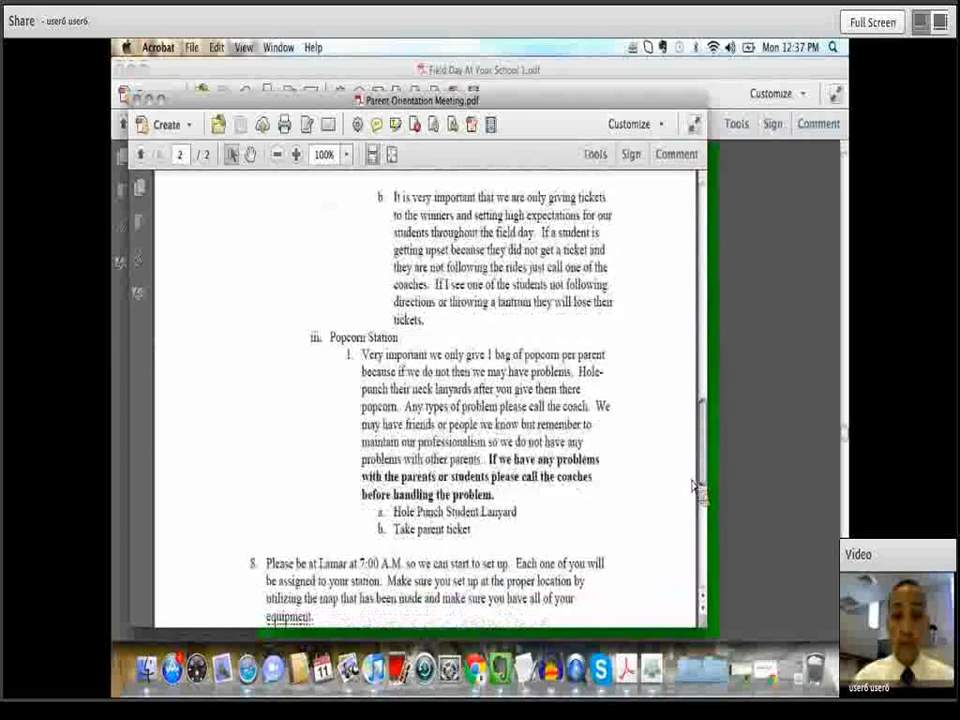 Share - user6 user6.
Full Screen
Acrobat File Edit View Window Help
Mon 12:37 PM
Field Day At Your School 1.pdf
Customize
Parent Orientation Meeting.pdf
Create
Customize
Tools Sign Comment
2 / 2
100%
Tools Sign Comment
b. It is very important that we are only giving tickets
to the winners and setting high expectations for our
students throughout the field day. If a student is
getting upset because they did not get a ticket and
they are not following the rules just call one of the
coaches. If I see one of the students not following
directions or throwing a tantrum they will lose their
tickets.
iii. Popcorn Station
1. Very important we only give 1 bag of popcorn per parent
because if we do not then we may have problems. Hole-
punch their neck lanyards after you give them there
popcorn. Any types of problem please call the coach. We
may have friends or people we know but remember to
maintain our professionalism so we do not have any
problems with other parents. If we have any problems
with the parents or students please call the coaches
before handling the problem.
a. Hole Punch Student Lanyard
b. Take parent ticket
8. Please be at Lamar at 7:00 A.M. so we can start to set up. Each one of you will
be assigned to your station. Make sure you set up at the proper location by
utilizing the map that has been made and make sure you have all of your
equipment.
Video
user6 user6
11